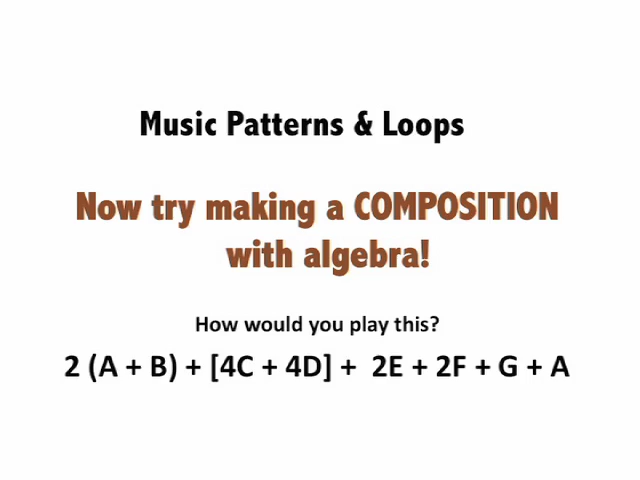 Music Patterns & Loops
Now try making a COMPOSITION
with algebra!
How would you play this?
2 (A + B) + [4C + 4D] + 2E + 2F + G + A